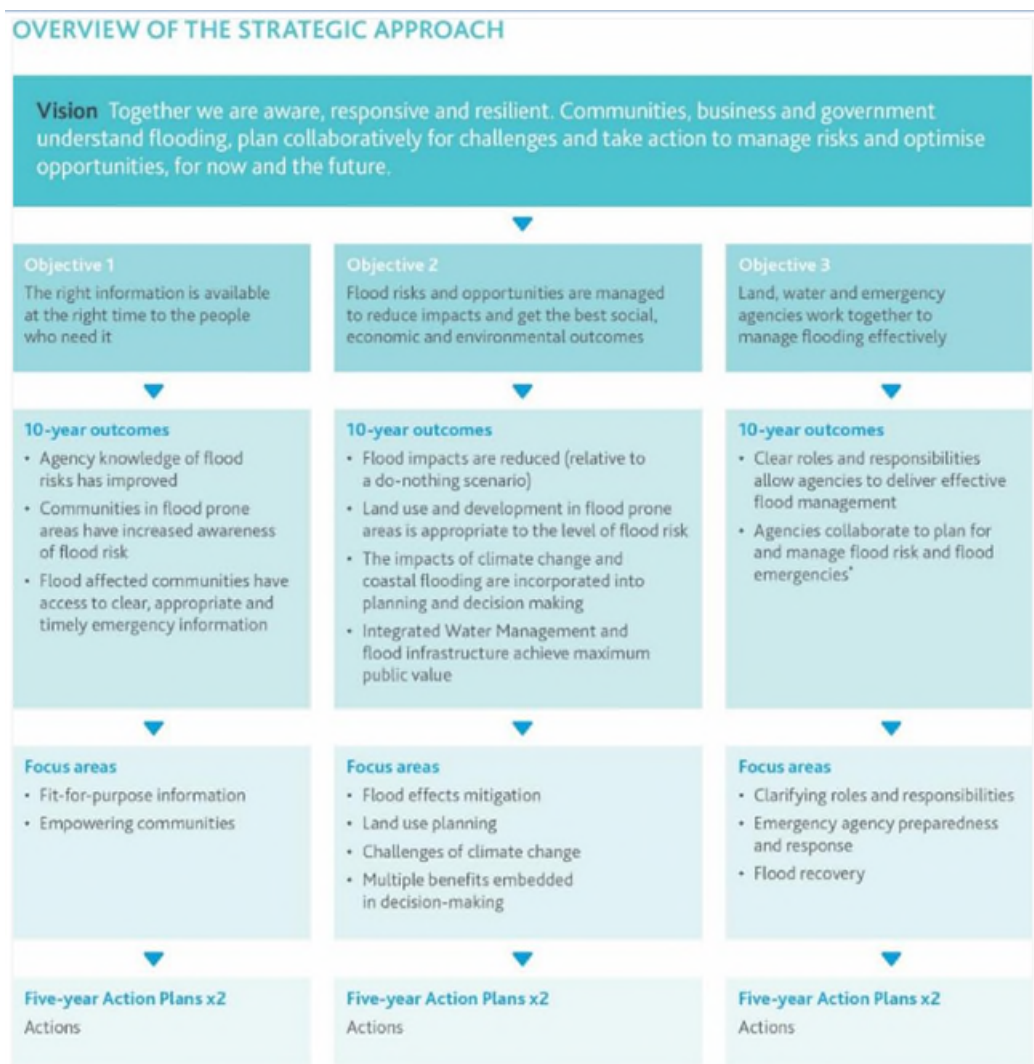 OVERVIEW OF THE STRATEGIC APPROACH
Vision Together we are aware, responsive and resilient. Communities, business and government
understand flooding, plan collaboratively for challenges and take action to manage risks and optimise
opportunities, for now and the future.
Objective 1
The right information is available
at the right time to the people
who need it
Objective 2
Flood risks and opportunities are managed
to reduce impacts and get the best social,
economic and environmental outcomes
Objective 3
Land, water and emergency
agencies work together to
manage flooding effectively
10-year outcomes
• Agency knowledge of flood
risks has improved
• Communities in flood prone
areas have increased awareness
of flood risk
• Flood affected communities have
access to clear, appropriate and
timely emergency information
10-year outcomes
• Flood impacts are reduced (relative to
a do-nothing scenario)
• Land use and development in flood prone
areas is appropriate to the level of flood risk
• The impacts of climate change and
coastal flooding are incorporated into
planning and decision making
• Integrated Water Management and
flood infrastructure achieve maximum
public value
10-year outcomes
• Clear roles and responsibilities
allow agencies to deliver effective
flood management
• Agencies collaborate to plan for
and manage flood risk and flood
emergencies*
Focus areas
• Fit-for-purpose information
• Empowering communities
Focus areas
• Flood effects mitigation
• Land use planning
• Challenges of climate change
• Multiple benefits embedded
in decision-making
Focus areas
• Clarifying roles and responsibilities
• Emergency agency preparedness
and response
• Flood recovery
Five-year Action Plans x2
Actions
Five-year Action Plans x2
Actions
Five-year Action Plans x2
Actions